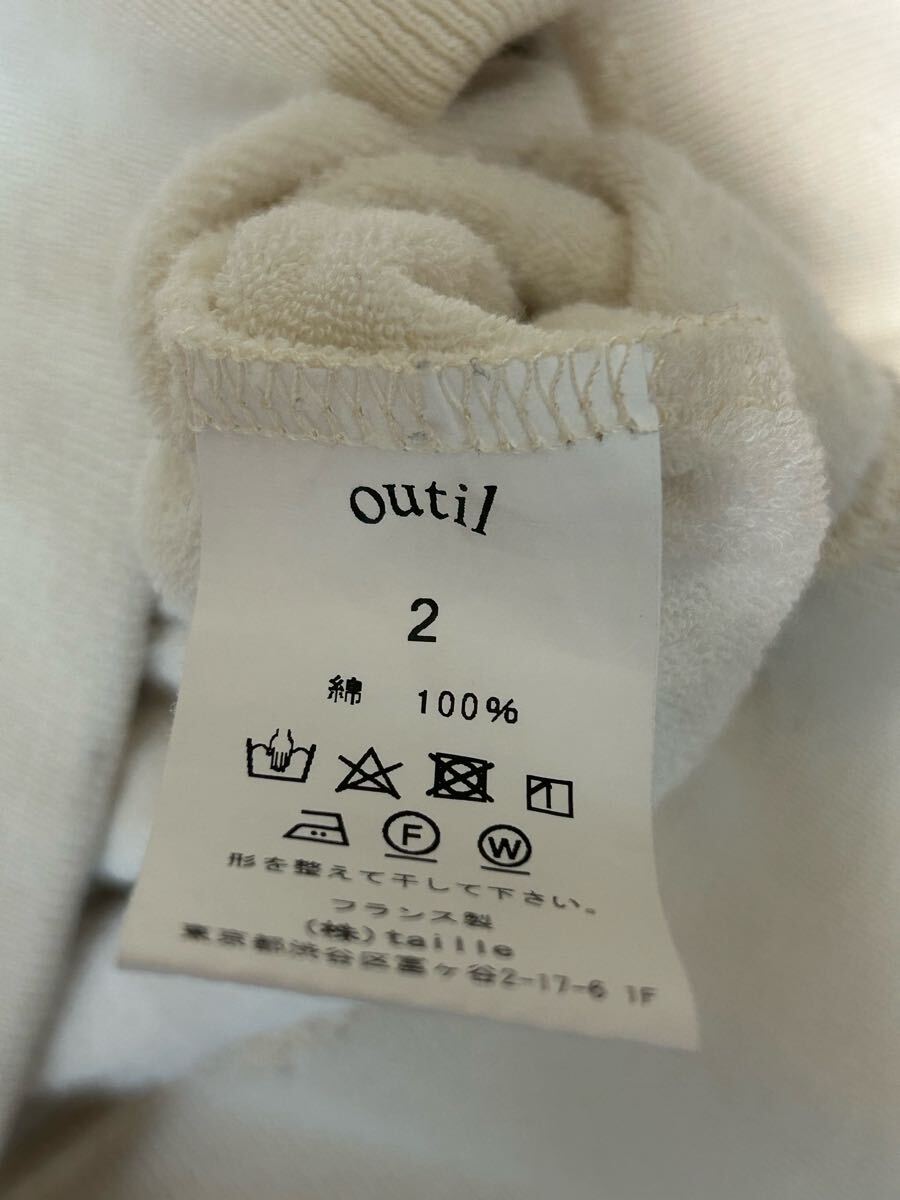 outil
2
綿 100%
F W
形を整えて干して下さい。
フランス製
(株)taille
東京都渋谷区富ヶ谷2-17-6 1F